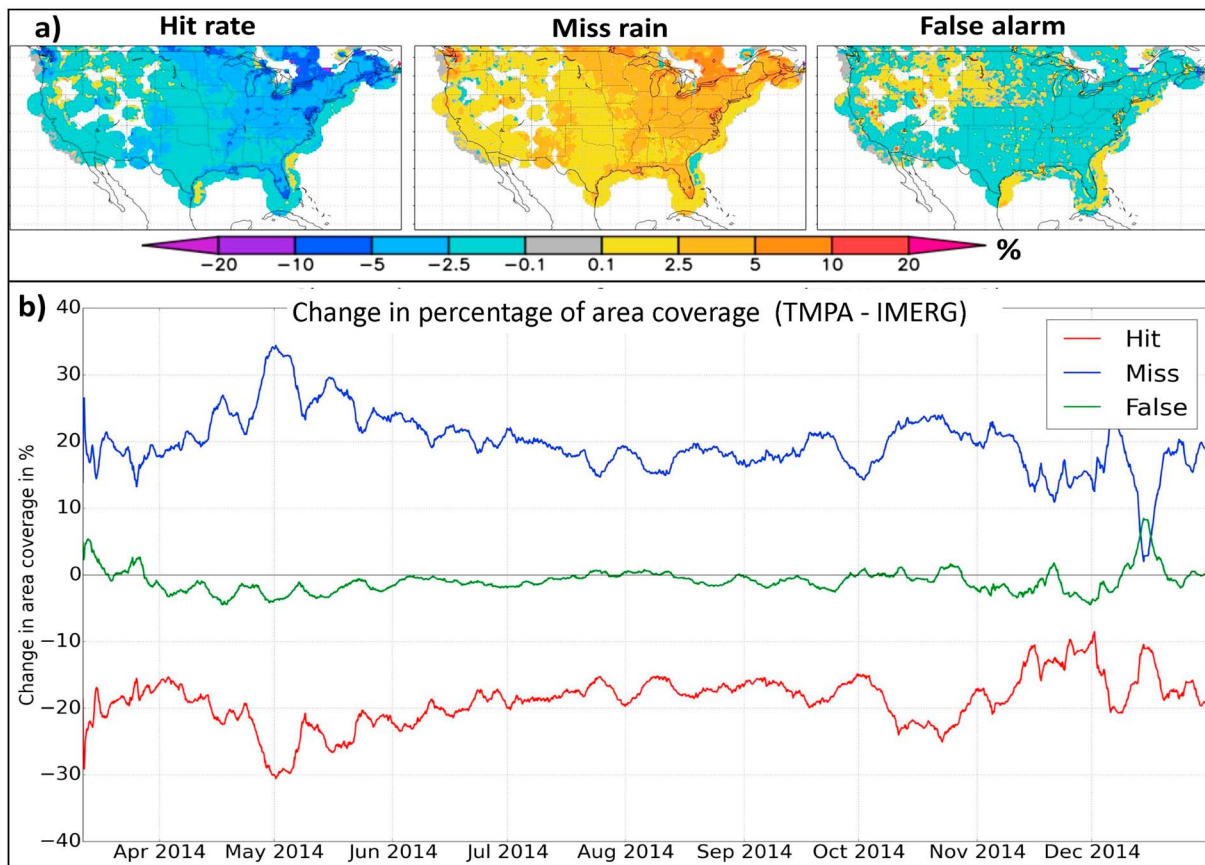 a)
Hit rate
Miss rain
False alarm
−20 −10 −5 −2.5 −0.1 0.1 2.5 5 10 20 %
b)
Change in percentage of area coverage (TMPA - IMERG)
Hit
Miss
False
Change in area coverage in %
40
30
20
10
0
−10
−20
−30
−40
Apr 2014 May 2014 Jun 2014 Jul 2014 Aug 2014 Sep 2014 Oct 2014 Nov 2014 Dec 2014